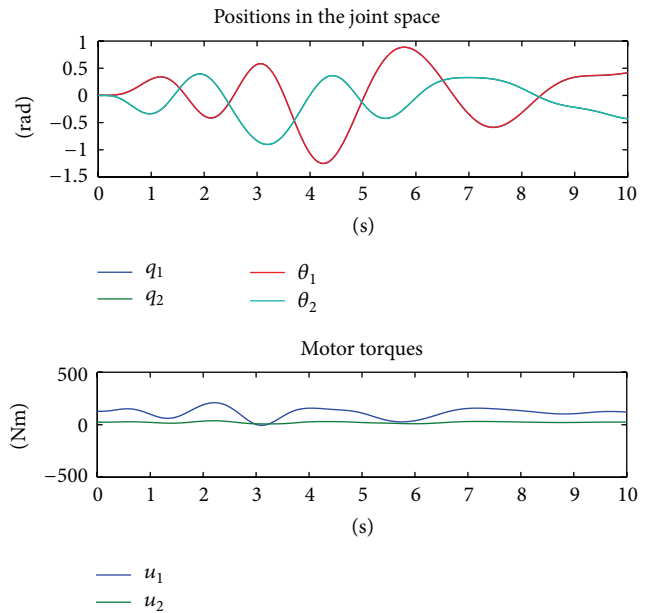 Positions in the joint space
1
0.5
0
−0.5
−1
−1.5
(rad)
0 1 2 3 4 5 6 7 8 9 10
(s)
q1 θ1
q2 θ2
Motor torques
500
0
−500
(Nm)
0 1 2 3 4 5 6 7 8 9 10
(s)
u1
u2